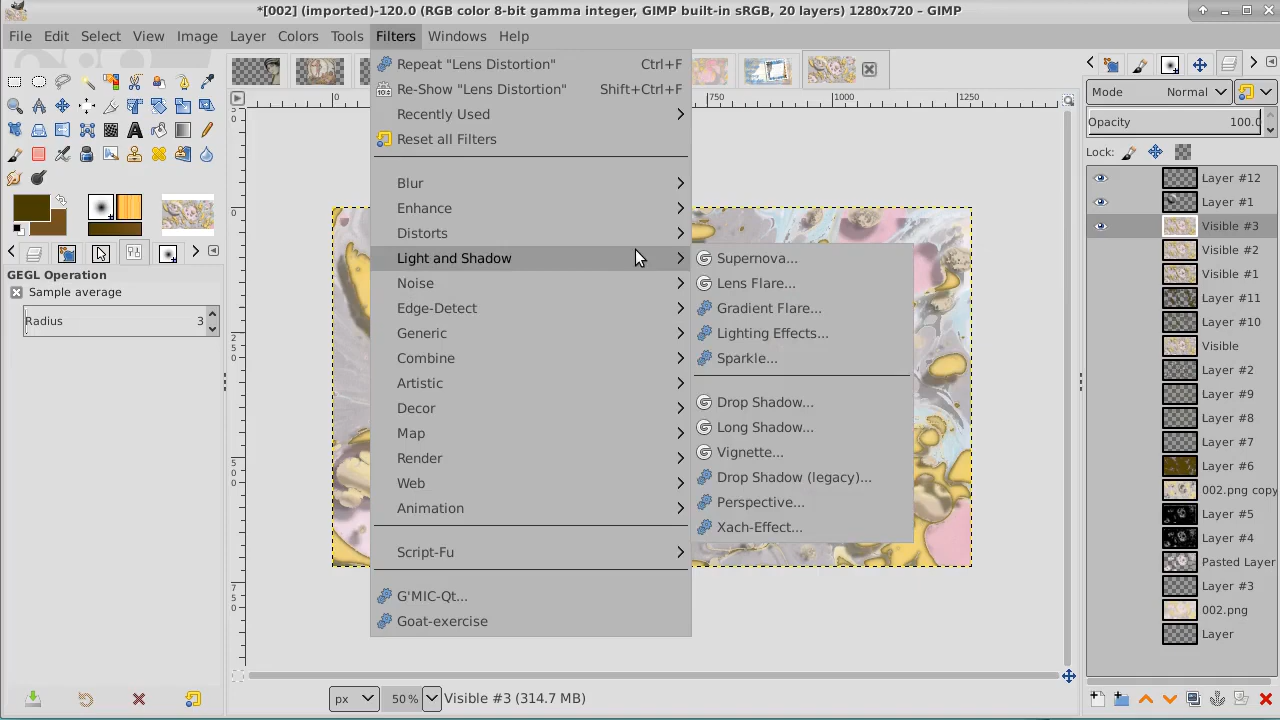 *[002] (imported)-120.0 (RGB color 8-bit gamma integer, GIMP built-in sRGB, 20 layers) 1280x720 – GIMP
File Edit Select View Image Layer Colors Tools Filters Windows Help
Repeat "Lens Distortion" Ctrl+F
Re-Show "Lens Distortion" Shift+Ctrl+F
Recently Used
Reset all Filters
Blur
Enhance
Distorts
Light and Shadow
Noise
Edge-Detect
Generic
Combine
Artistic
Decor
Map
Render
Web
Animation
Script-Fu
G'MIC-Qt...
Goat-exercise
Supernova...
Lens Flare...
Gradient Flare...
Lighting Effects...
Sparkle...
Drop Shadow...
Long Shadow...
Vignette...
Drop Shadow (legacy)...
Perspective...
Xach-Effect...
GEGL Operation
Sample average
Radius 3
0 750 1000 1250
0
250
500
750
Mode Normal
Opacity 100.0
Lock:
Layer #12
Layer #1
Visible #3
Visible #2
Visible #1
Layer #11
Layer #10
Visible
Layer #2
Layer #9
Layer #8
Layer #7
Layer #6
002.png copy
Layer #5
Layer #4
Pasted Layer
Layer #3
002.png
Layer
px 50% Visible #3 (314.7 MB)